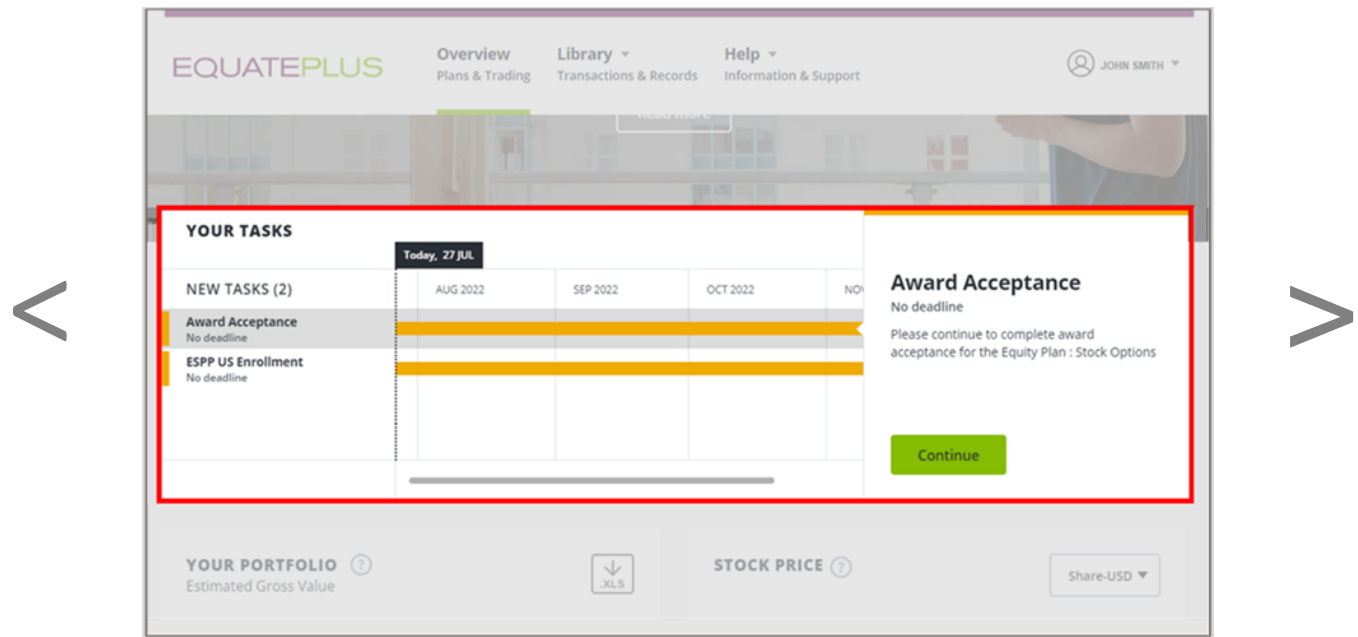 EQUATEPLUS
Overview
Plans & Trading
Library
Transactions & Records
Help
Information & Support
JOHN SMITH
Read more
YOUR TASKS
Today, 27 JUL
NEW TASKS (2)
AUG 2022
SEP 2022
OCT 2022
NOV
Award Acceptance
No deadline
ESPP US Enrollment
No deadline
Award Acceptance
No deadline
Please continue to complete award
acceptance for the Equity Plan : Stock Options
Continue
YOUR PORTFOLIO ?
Estimated Gross Value
.XLS
STOCK PRICE ?
Share-USD